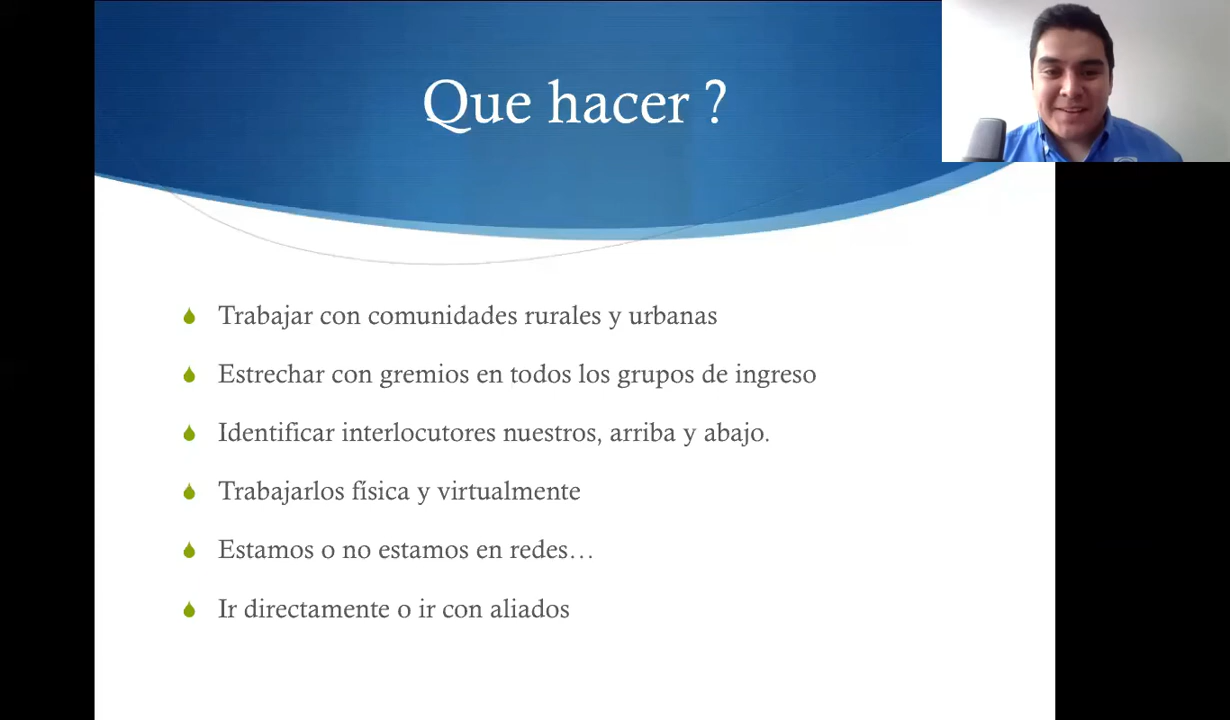 Que hacer ?
Trabajar con comunidades rurales y urbanas
Estrechar con gremios en todos los grupos de ingreso
Identificar interlocutores nuestros, arriba y abajo.
Trabajarlos física y virtualmente
Estamos o no estamos en redes…
Ir directamente o ir con aliados